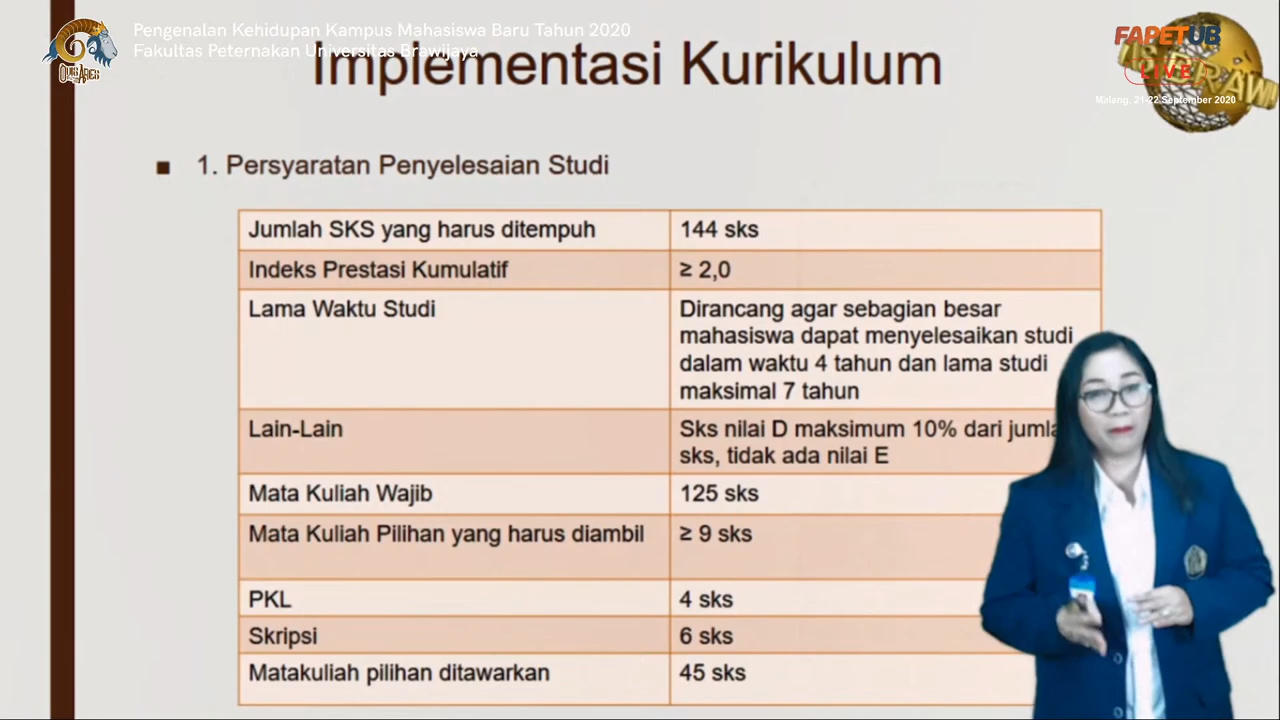 Pengenalan Kehidupan Kampus Mahasiswa Baru Tahun 2020
Fakultas Peternakan Universitas Brawijaya
OvisAries
FAPETUB
LIVE
Malang, 21-22 September 2020
Implementasi Kurikulum
1. Persyaratan Penyelesaian Studi
Jumlah SKS yang harus ditempuh 144 sks
Indeks Prestasi Kumulatif ≥ 2,0
Lama Waktu Studi Dirancang agar sebagian besar
mahasiswa dapat menyelesaikan studi
dalam waktu 4 tahun dan lama studi
maksimal 7 tahun
Lain-Lain Sks nilai D maksimum 10% dari
sks, tidak ada nilai E
Mata Kuliah Wajib 125 sks
Mata Kuliah Pilihan yang harus diambil ≥ 9 sks
PKL 4 sks
Skripsi 6 sks
Matakuliah pilihan ditawarkan 45 sks